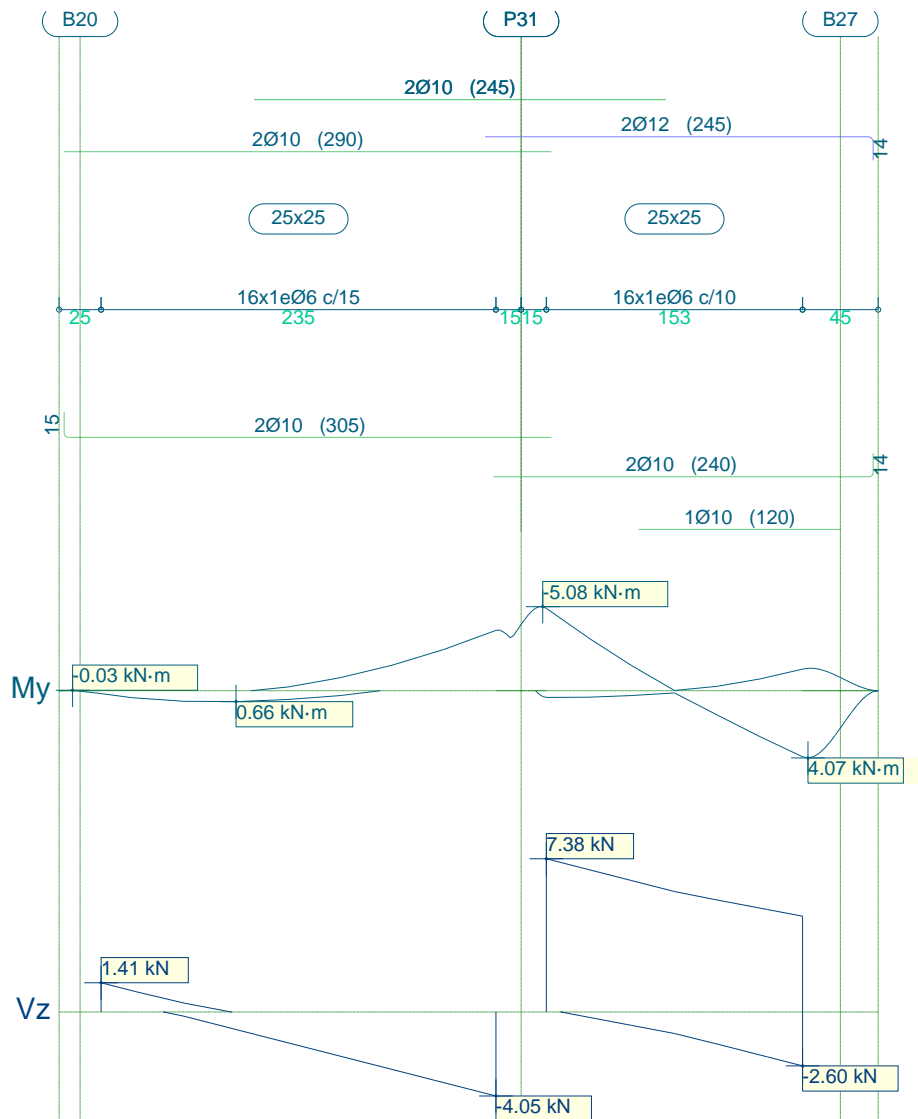 B20 P31 B27
2Ø10 (245)
2Ø12 (245)
14
2Ø10 (290)
25x25 25x25
16x1eØ6 c/15 16x1eØ6 c/10
25 235 15 15 153 45
15
2Ø10 (305)
2Ø10 (240)
14
1Ø10 (120)
-5.08 kN·m
-0.03 kN·m
My
0.66 kN·m
4.07 kN·m
7.38 kN
1.41 kN
Vz
-2.60 kN
-4.05 kN